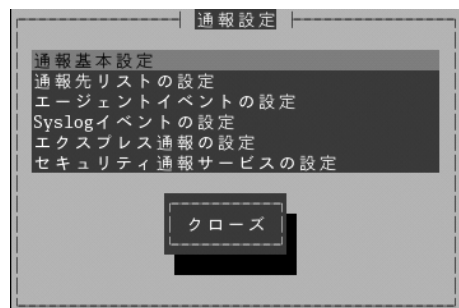 通報設定
通報基本設定
通報先リストの設定
エージェントイベントの設定
Syslogイベントの設定
エクスプレス通報の設定
セキュリティ通報サービスの設定
クローズ